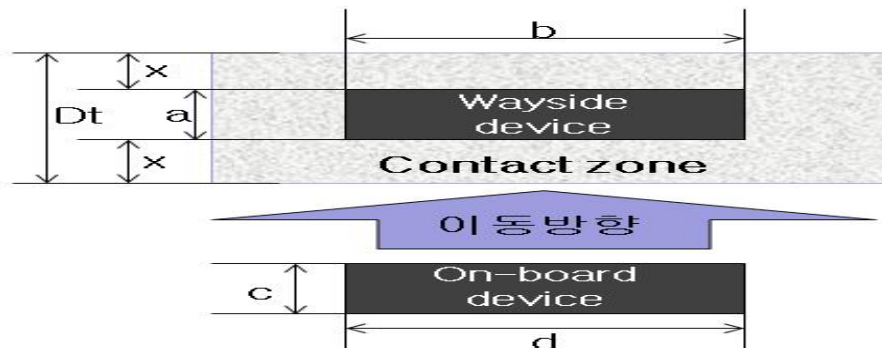 b
x
Dt
a
Wayside
device
x
Contact zone
이동방향
c
On-board
device
d